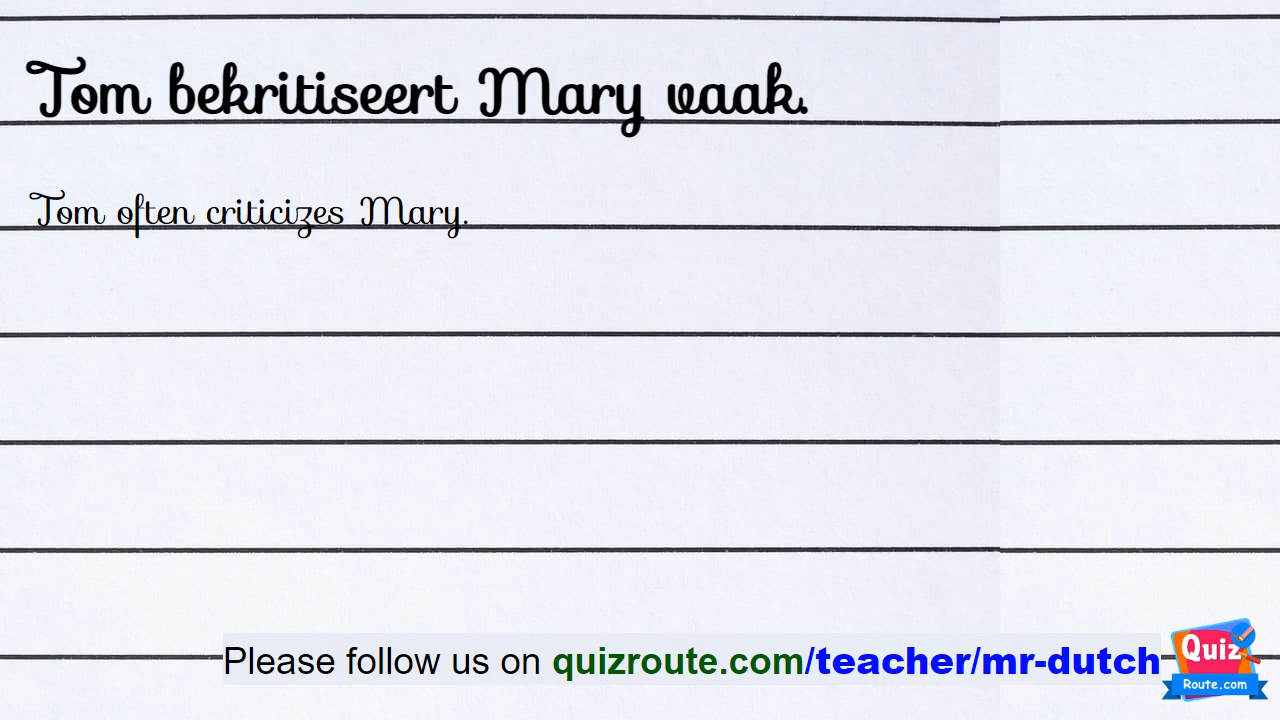 Tom bekritiseert Mary vaak.
Tom often criticizes Mary.
Please follow us on quizroute.com/teacher/mr-dutch
Quiz
Route.com